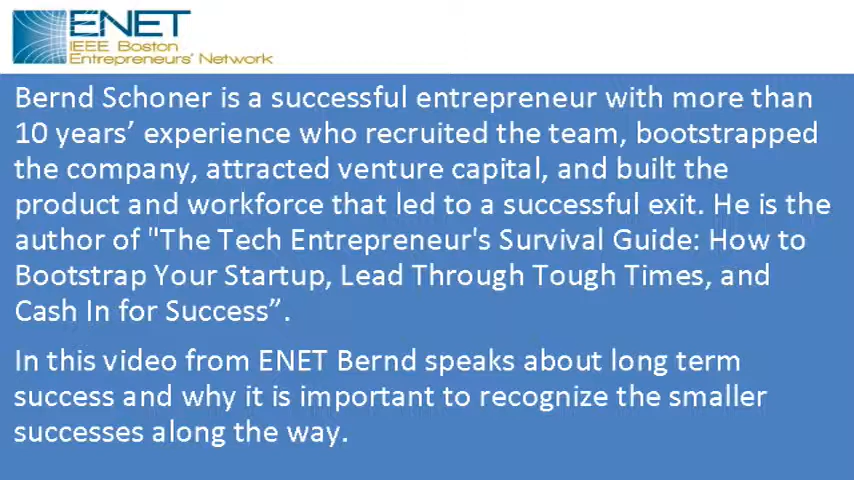 ENET
IEEE Boston
Entrepreneurs' Network
Bernd Schoner is a successful entrepreneur with more than
10 years’ experience who recruited the team, bootstrapped
the company, attracted venture capital, and built the
product and workforce that led to a successful exit. He is the
author of "The Tech Entrepreneur's Survival Guide: How to
Bootstrap Your Startup, Lead Through Tough Times, and
Cash In for Success”.
In this video from ENET Bernd speaks about long term
success and why it is important to recognize the smaller
successes along the way.